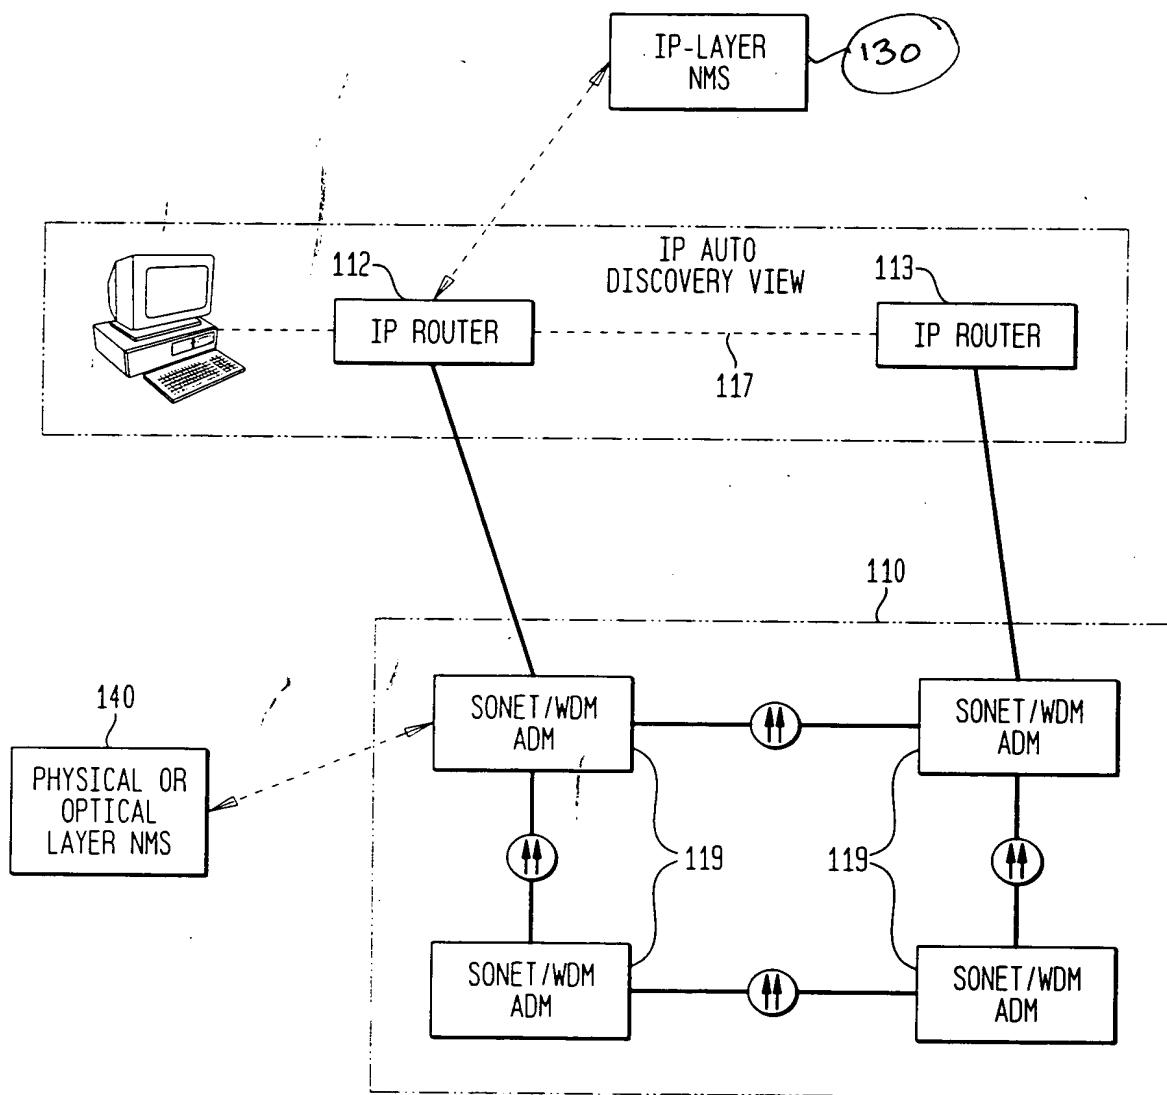 IP-LAYER
NMS
130
IP AUTO
DISCOVERY VIEW
112
IP ROUTER
113
IP ROUTER
117
110
140
PHYSICAL OR
OPTICAL
LAYER NMS
SONET/WDM
ADM
SONET/WDM
ADM
119
119
SONET/WDM
ADM
SONET/WDM
ADM